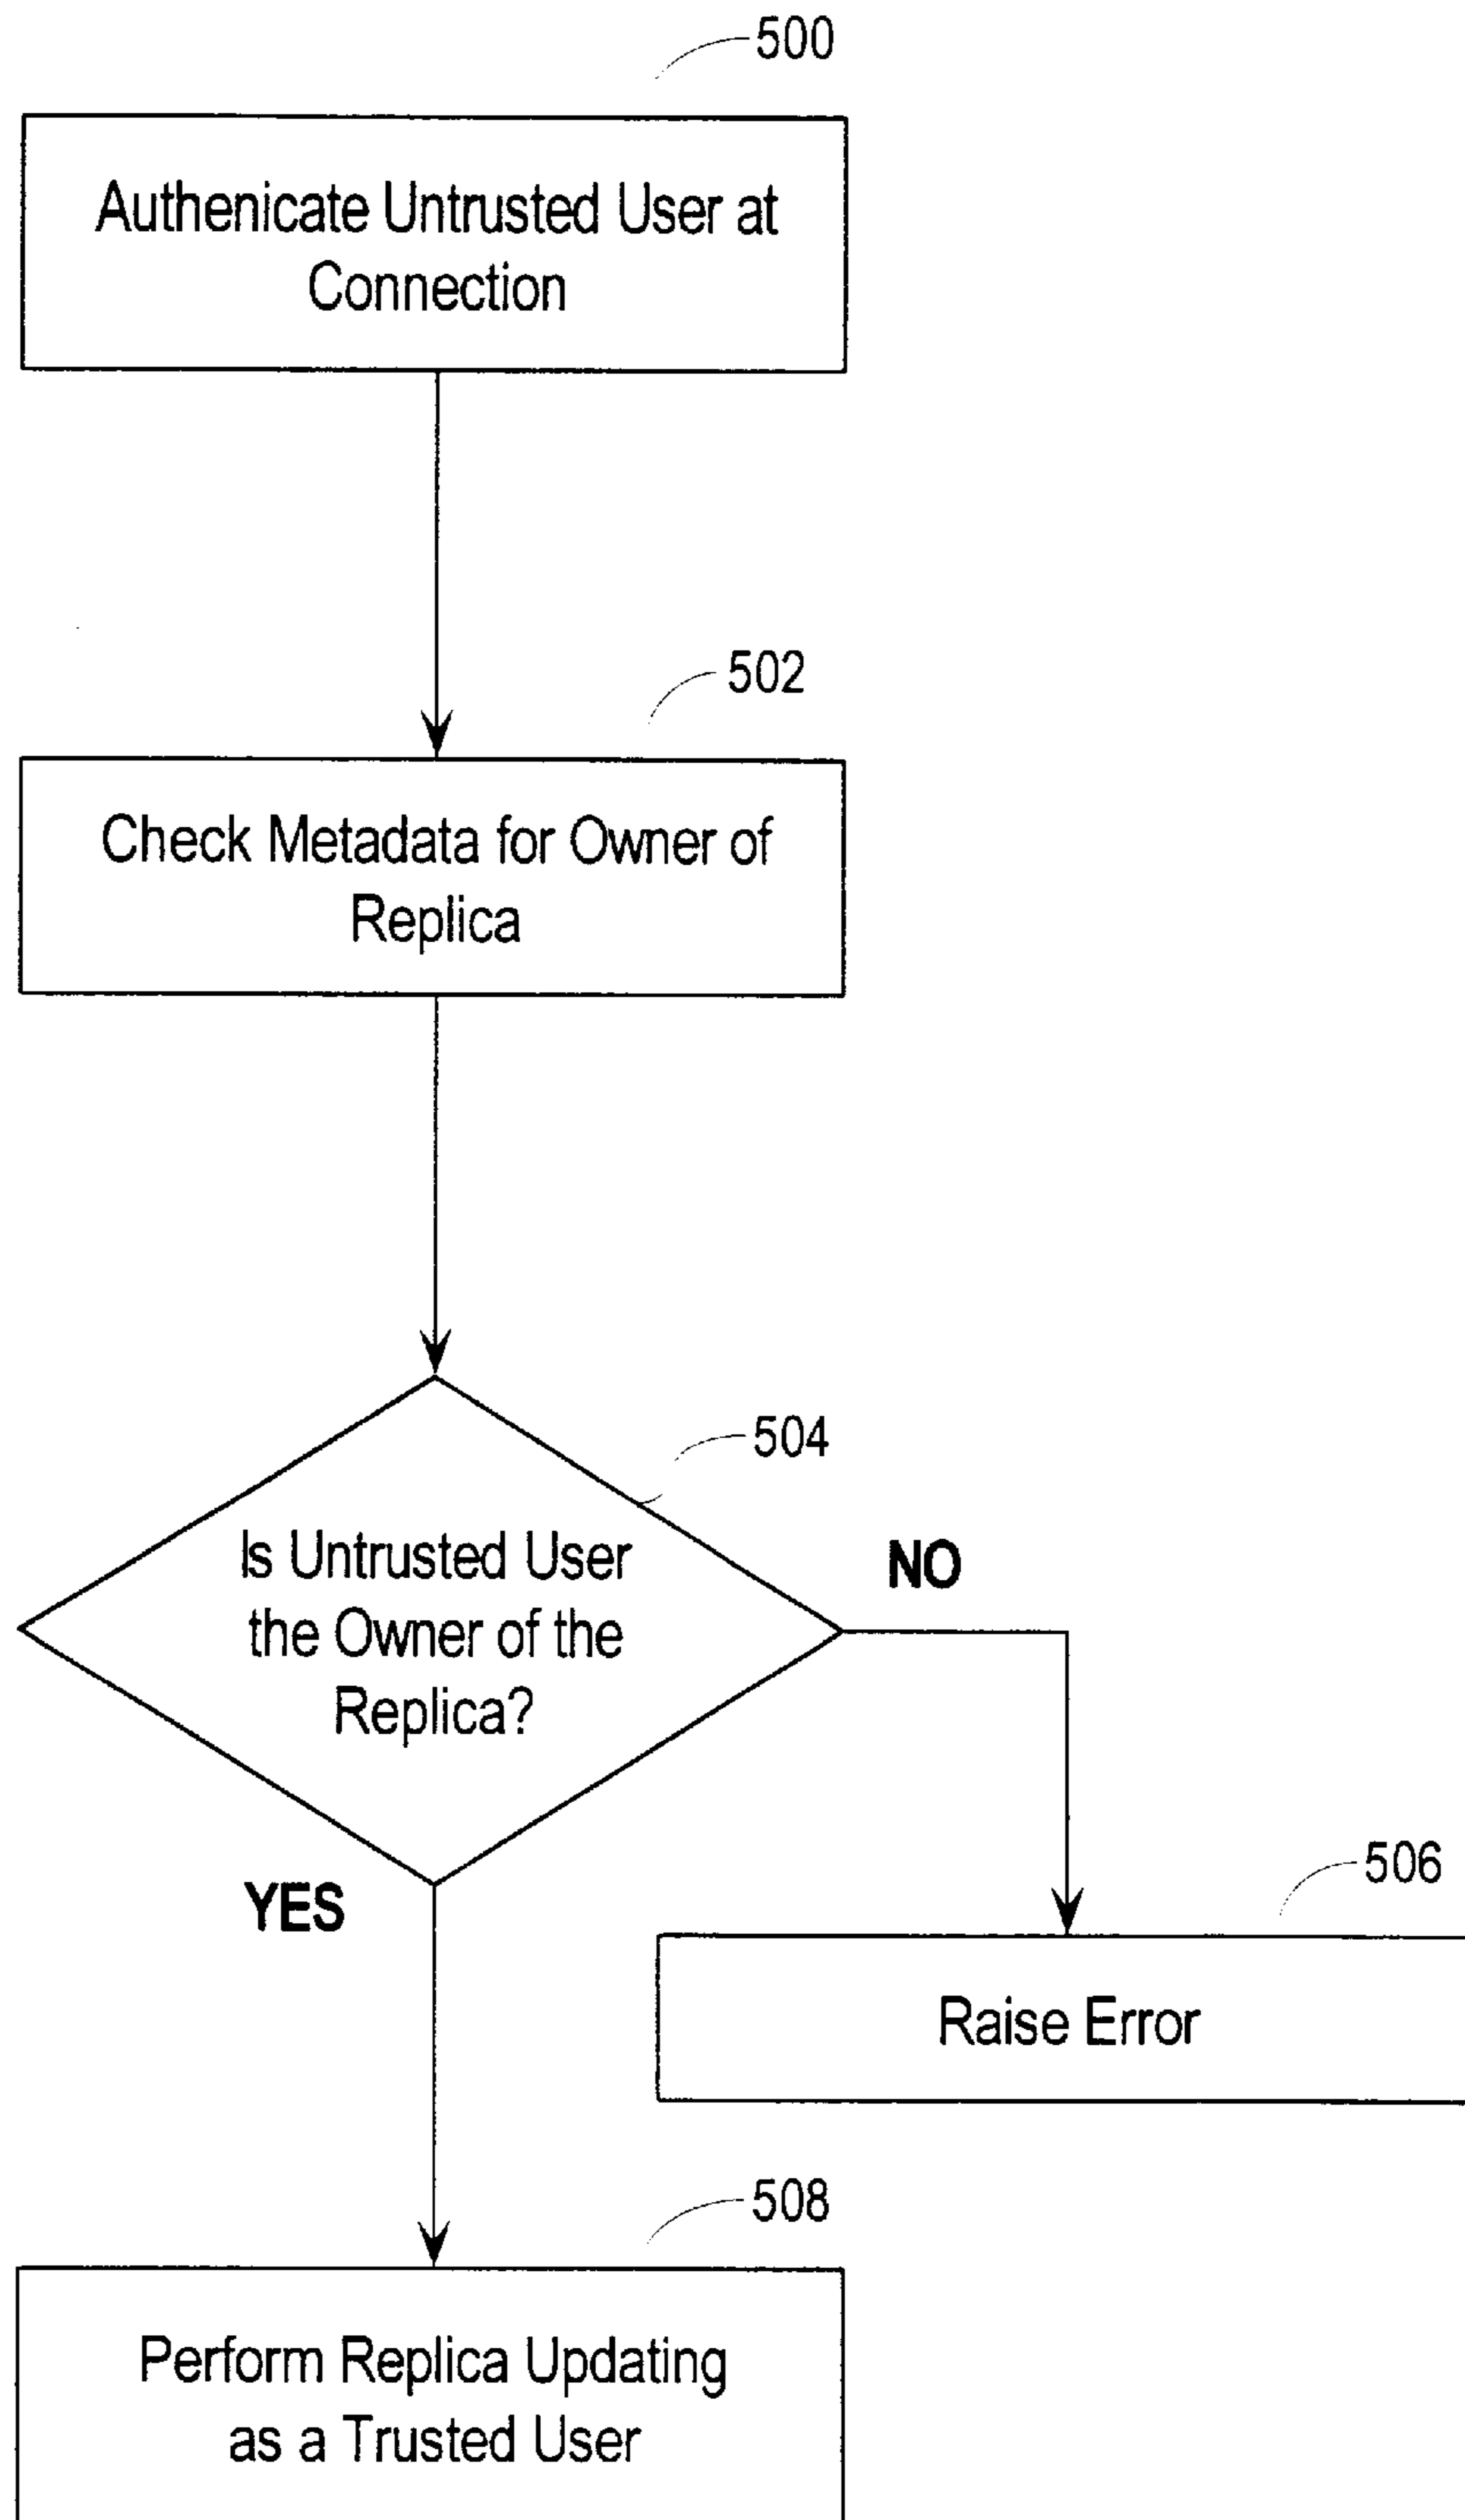 500
Authenicate Untrusted User at
Connection
502
Check Metadata for Owner of
Replica
504
Is Untrusted User
the Owner of the
Replica?
NO
YES
506
Raise Error
508
Perform Replica Updating
as a Trusted User